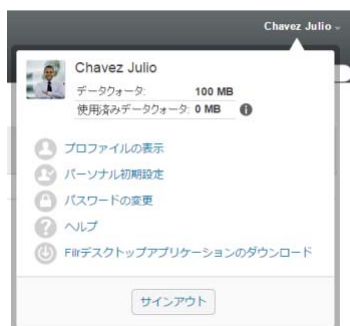 Chavez Julio
Chavez Julio
データクォータ: 100 MB
使用済みデータクォータ: 0 MB
プロファイルの表示
パーソナル初期設定
パスワードの変更
ヘルプ
Filrデスクトップアプリケーションのダウンロード
サインアウト